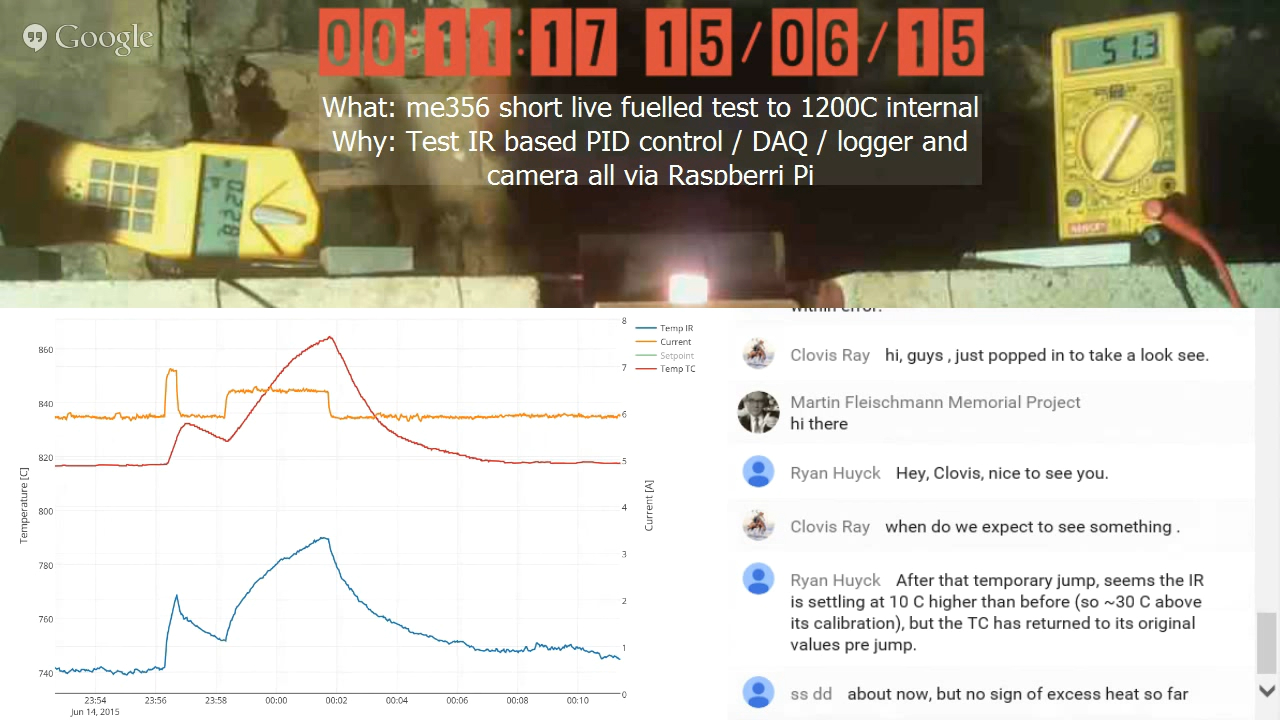 Google
00:11:17 15/06/15
What: me356 short live fuelled test to 1200C internal
Why: Test IR based PID control / DAQ / logger and
camera all via Raspberri Pi
51.3
8
7
6
5
4
3
2
1
0
860
840
820
800
780
760
740
Temperature [C]
Current [A]
23:54
23:56
23:58
00:00
00:02
00:04
00:06
00:08
00:10
Jun 14, 2015
Temp IR
Current
Setpoint
Temp TC
within error.
Clovis Ray hi, guys , just popped in to take a look see.
Martin Fleischmann Memorial Project
hi there
Ryan Huyck Hey, Clovis, nice to see you.
Clovis Ray when do we expect to see something .
Ryan Huyck After that temporary jump, seems the IR
is settling at 10 C higher than before (so ~30 C above
its calibration), but the TC has returned to its original
values pre jump.
ss dd about now, but no sign of excess heat so far